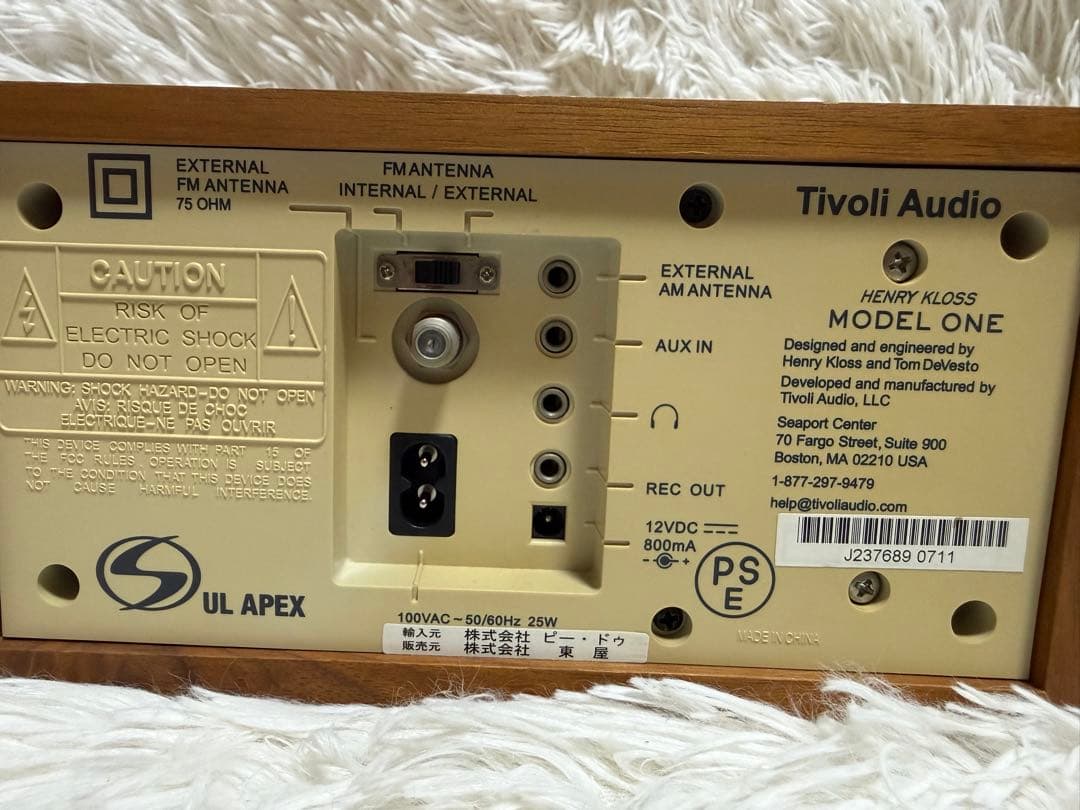 EXTERNAL
FM ANTENNA
75 OHM
FM ANTENNA
INTERNAL / EXTERNAL
Tivoli Audio
CAUTION
RISK OF
ELECTRIC SHOCK
DO NOT OPEN
WARNING: SHOCK HAZARD-DO NOT OPEN
AVIS: RISQUE DE CHOC
ELECTRIQUE-NE PAS OUVRIR
THIS DEVICE COMPLIES WITH PART 15 OF
THE FCC RULES. OPERATION IS SUBJECT
TO THE CONDITION THAT THIS DEVICE DOES
NOT CAUSE HARMFUL INTERFERENCE.
UL APEX
EXTERNAL
AM ANTENNA
AUX IN
REC OUT
12VDC
800mA
- +
100VAC ~ 50/60Hz 25W
輸入元 株式会社 ピー・ドゥ
販売元 株式会社 東 屋
HENRY KLOSS
MODEL ONE
Designed and engineered by
Henry Kloss and Tom DeVesto
Developed and manufactured by
Tivoli Audio, LLC
Seaport Center
70 Fargo Street, Suite 900
Boston, MA 02210 USA
1-877-297-9479
help@tivoliaudio.com
J237689 0711
PS
E
MADE IN CHINA